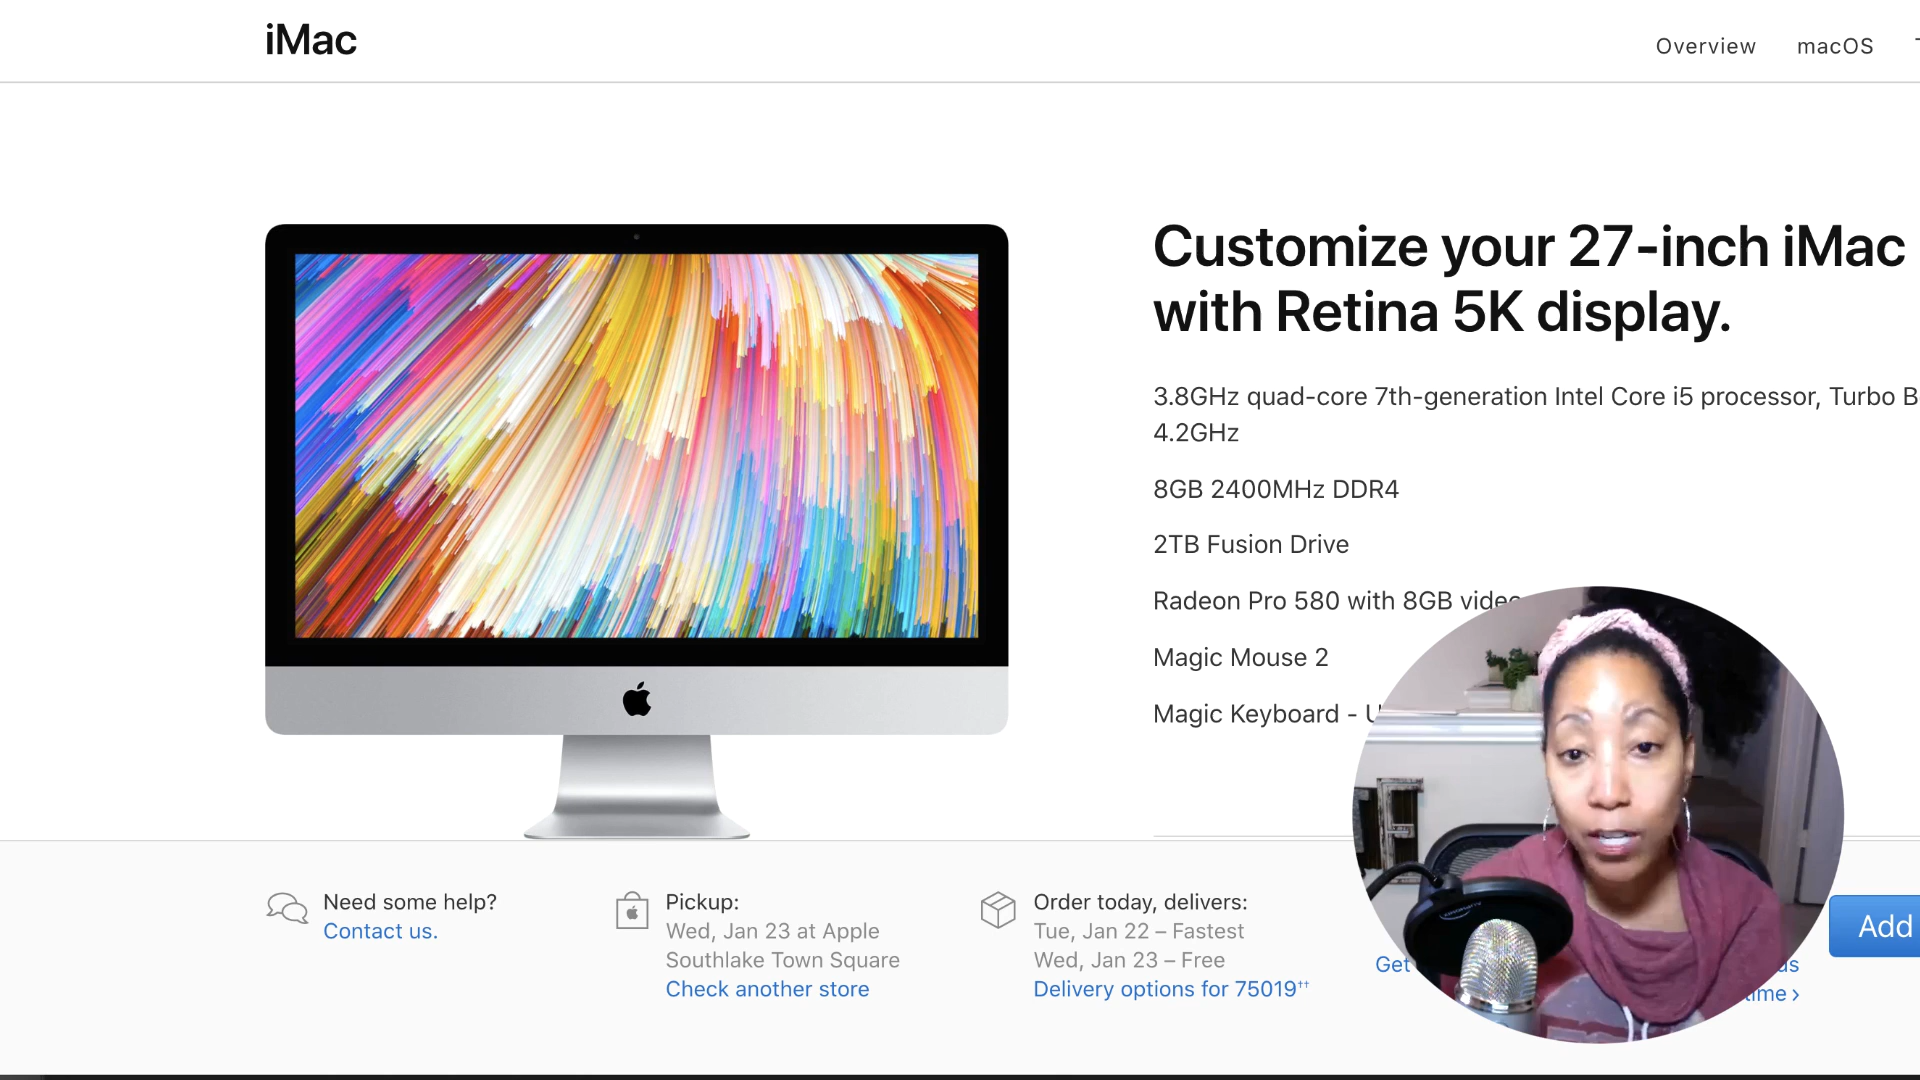 iMac
Overview macOS
Customize your 27-inch iMac
with Retina 5K display.
3.8GHz quad-core 7th-generation Intel Core i5 processor, Turbo B
4.2GHz
8GB 2400MHz DDR4
2TB Fusion Drive
Radeon Pro 580 with 8GB video
Magic Mouse 2
Magic Keyboard - U
Need some help?
Contact us.
Pickup:
Wed, Jan 23 at Apple
Southlake Town Square
Check another store
Order today, delivers:
Tue, Jan 22 – Fastest
Wed, Jan 23 – Free
Delivery options for 75019††
Get
time ›
Add